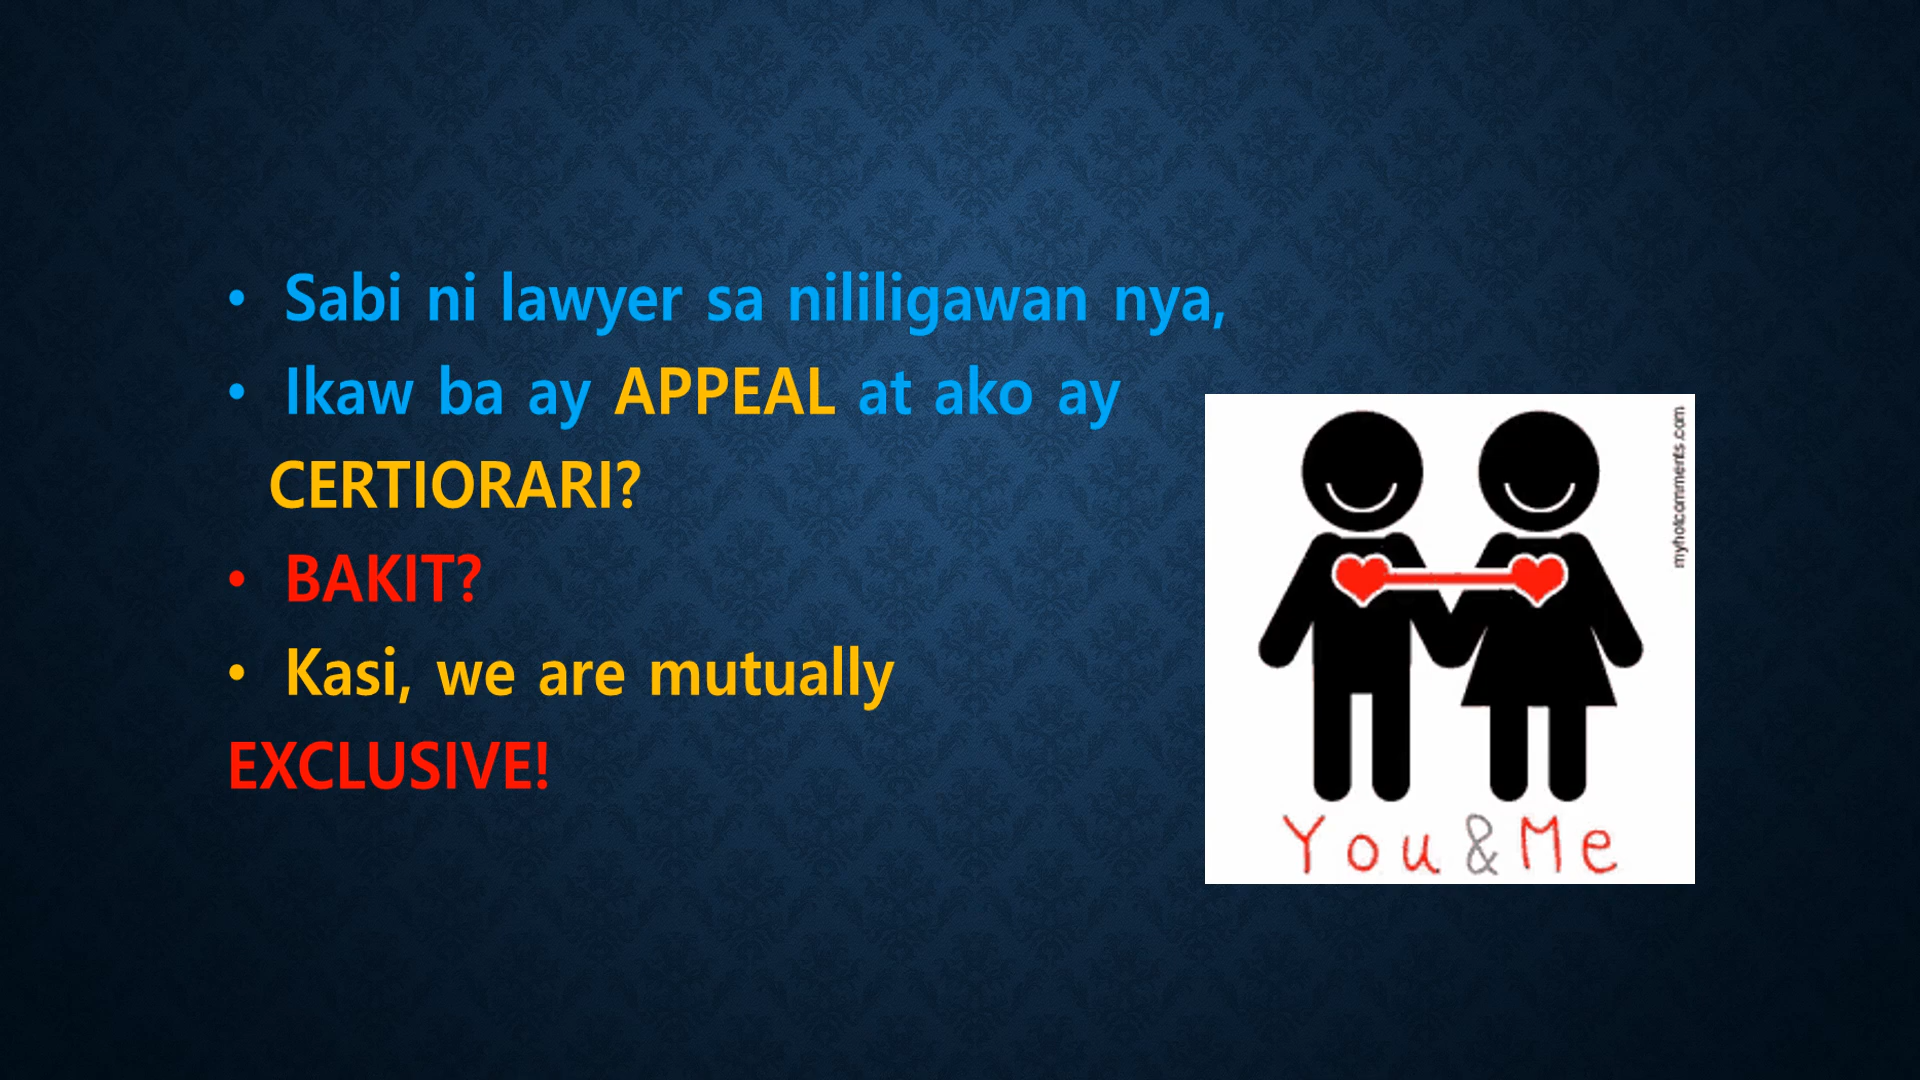 • Sabi ni lawyer sa nililigawan nya,
• Ikaw ba ay APPEAL at ako ay
CERTIORARI?
• BAKIT?
• Kasi, we are mutually
EXCLUSIVE!
myhotcomments.com
You & Me